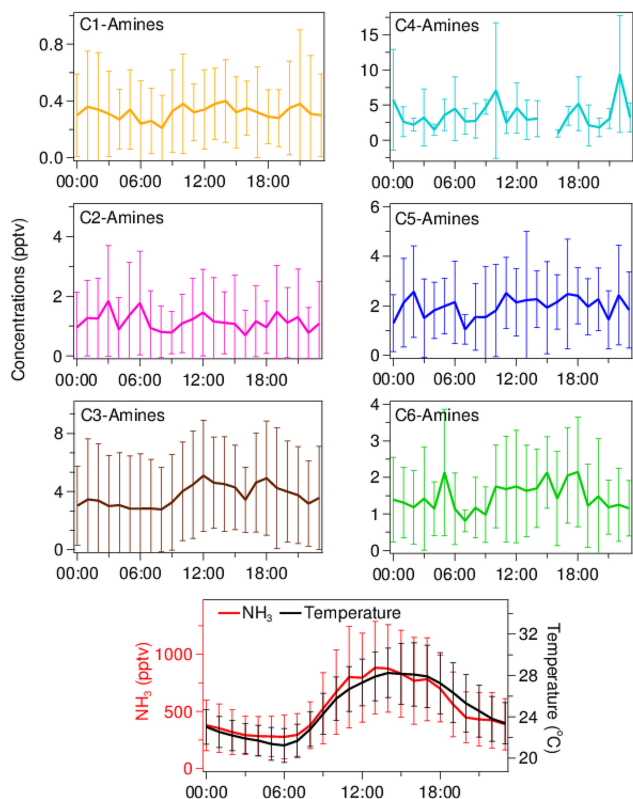 C1-Amines
0.8
0.4
0.0
00:00 06:00 12:00 18:00
C4-Amines
15
10
5
0
00:00 06:00 12:00 18:00
Concentrations (pptv)
C2-Amines
4
2
0
00:00 06:00 12:00 18:00
C5-Amines
6
4
2
0
00:00 06:00 12:00 18:00
C3-Amines
8
4
0
00:00 06:00 12:00 18:00
C6-Amines
4
3
2
1
0
00:00 06:00 12:00 18:00
NH₃ Temperature
NH₃ (pptv)
1000
500
0
32
28
24
20
Temperature (°C)
00:00 06:00 12:00 18:00